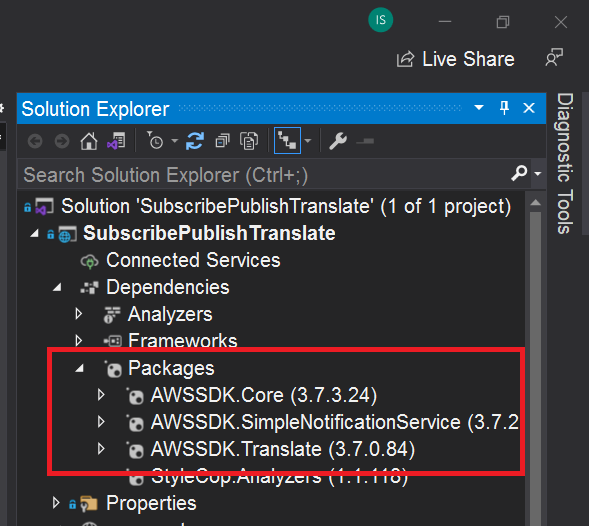 IS
Live Share
Solution Explorer
Search Solution Explorer (Ctrl+;)
Solution 'SubscribePublishTranslate' (1 of 1 project)
SubscribePublishTranslate
Connected Services
Dependencies
Analyzers
Frameworks
Packages
AWSSDK.Core (3.7.3.24)
AWSSDK.SimpleNotificationService (3.7.2
AWSSDK.Translate (3.7.0.84)
StyleCop.Analyzers (1.1.118)
Properties
Diagnostic Tools